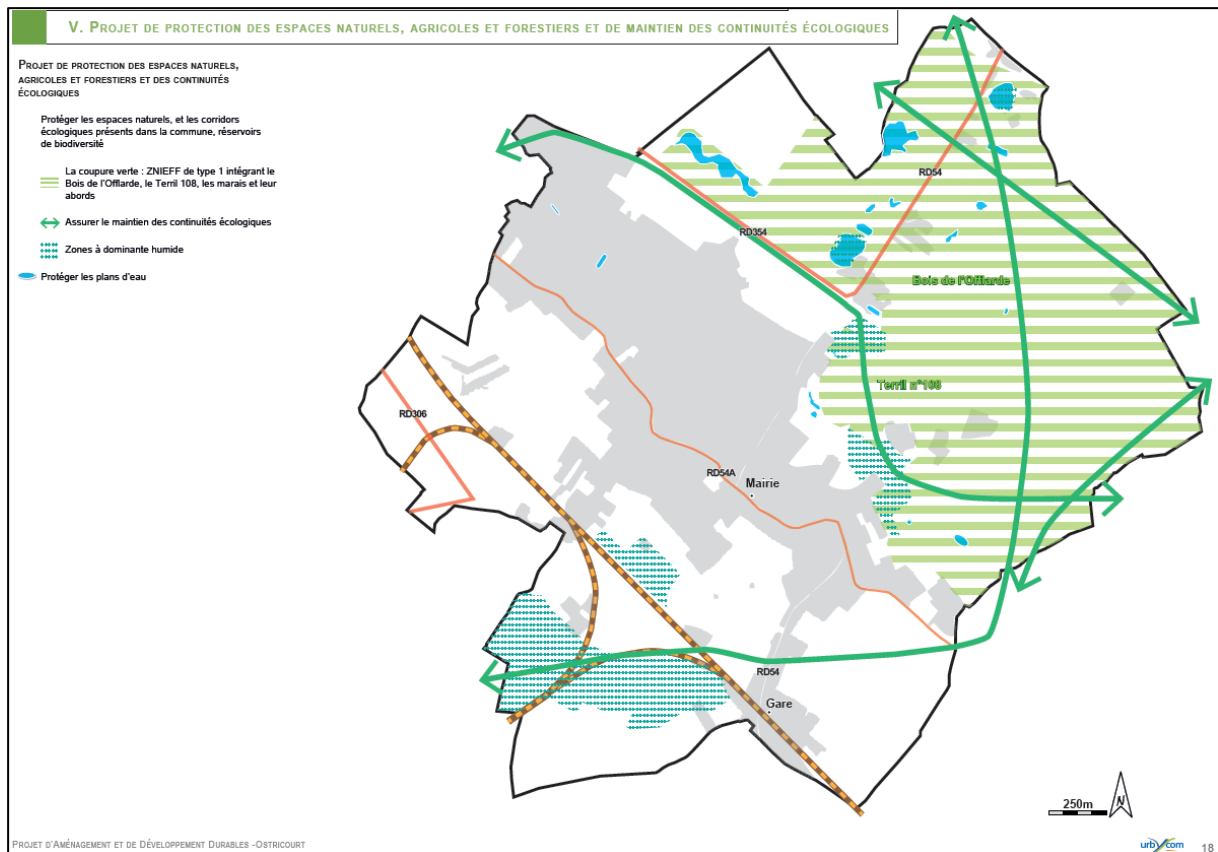 V. Projet de protection des espaces naturels, agricoles et forestiers et de maintien des continuités écologiques
Projet de protection des espaces naturels,
agricoles et forestiers et des continuités
écologiques
Protéger les espaces naturels, et les corridors
écologiques présents dans la commune, réservoirs
de biodiversité
La coupure verte : ZNIEFF de type 1 intégrant le
Bois de l'Offlarde, le Terril 108, les marais et leur
abords
Assurer le maintien des continuités écologiques
Zones à dominante humide
Protéger les plans d'eau
RD54
RD354
Bois de l'Offlarde
Terril n°108
RD306
RD54A
Mairie
RD54
Gare
250m
N
Projet d'Aménagement et de Développement Durables -Ostricourt
urbycom
18